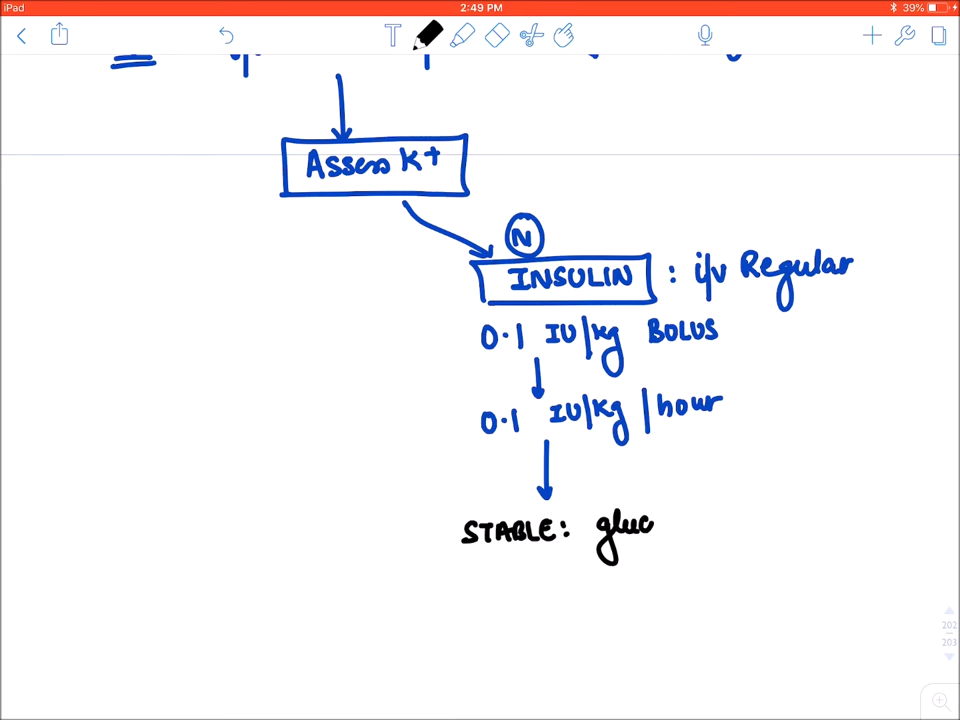 iPad 2:49 PM 39%
T
Assess K+
N
INSULIN : i/v Regular
0.1 IU/kg BOLUS
0.1 IU/kg/hour
STABLE: gluc
202
203